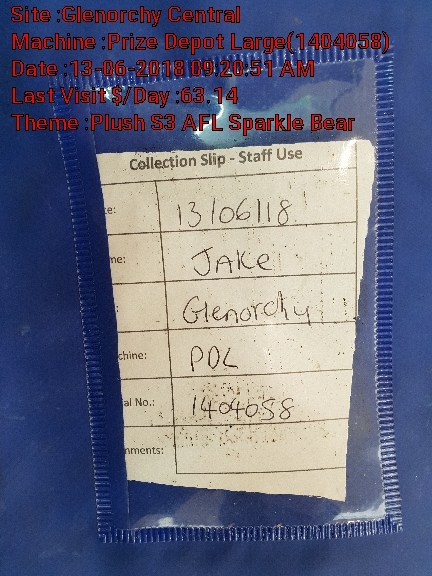 Site :Glenorchy Central
Machine :Prize Depot Large(1404058)
Date :13-06-2018 09:20:51 AM
Last Visit $/Day :63.14
Theme :Plush S3 AFL Sparkle Bear
Collection Slip - Staff Use
te: 13/06/18
me: JAKe
: Glenorchy
chine: PDL
ial No.: 1404058
mments: